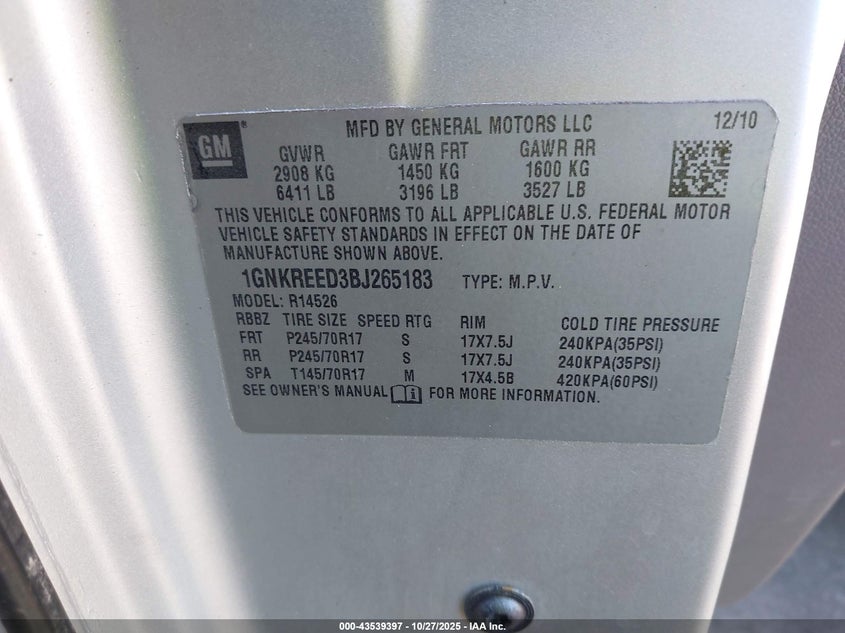 GM ®
MFD BY GENERAL MOTORS LLC 12/10
GVWR GAWR FRT GAWR RR
2908 KG 1450 KG 1600 KG
6411 LB 3196 LB 3527 LB
THIS VEHICLE CONFORMS TO ALL APPLICABLE U.S. FEDERAL MOTOR
VEHICLE SAFETY STANDARDS IN EFFECT ON THE DATE OF
MANUFACTURE SHOWN ABOVE.
1GNKREED3BJ265183 TYPE: M.P.V.
MODEL: R14526
RBBZ TIRE SIZE SPEED RTG RIM COLD TIRE PRESSURE
FRT P245/70R17 S 17X7.5J 240KPA(35PSI)
RR P245/70R17 S 17X7.5J 240KPA(35PSI)
SPA T145/70R17 M 17X4.5B 420KPA(60PSI)
SEE OWNER'S MANUAL FOR MORE INFORMATION.
000-43539397 | 10/27/2025 - IAA Inc.